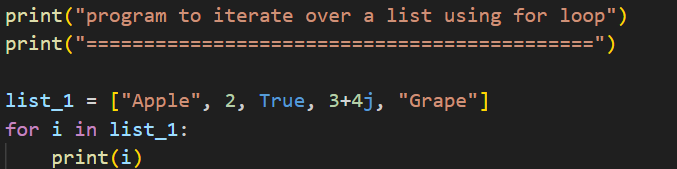 print("program to iterate over a list using for loop")
print("============================================")
list_1 = ["Apple", 2, True, 3+4j, "Grape"]
for i in list_1:
    print(i)